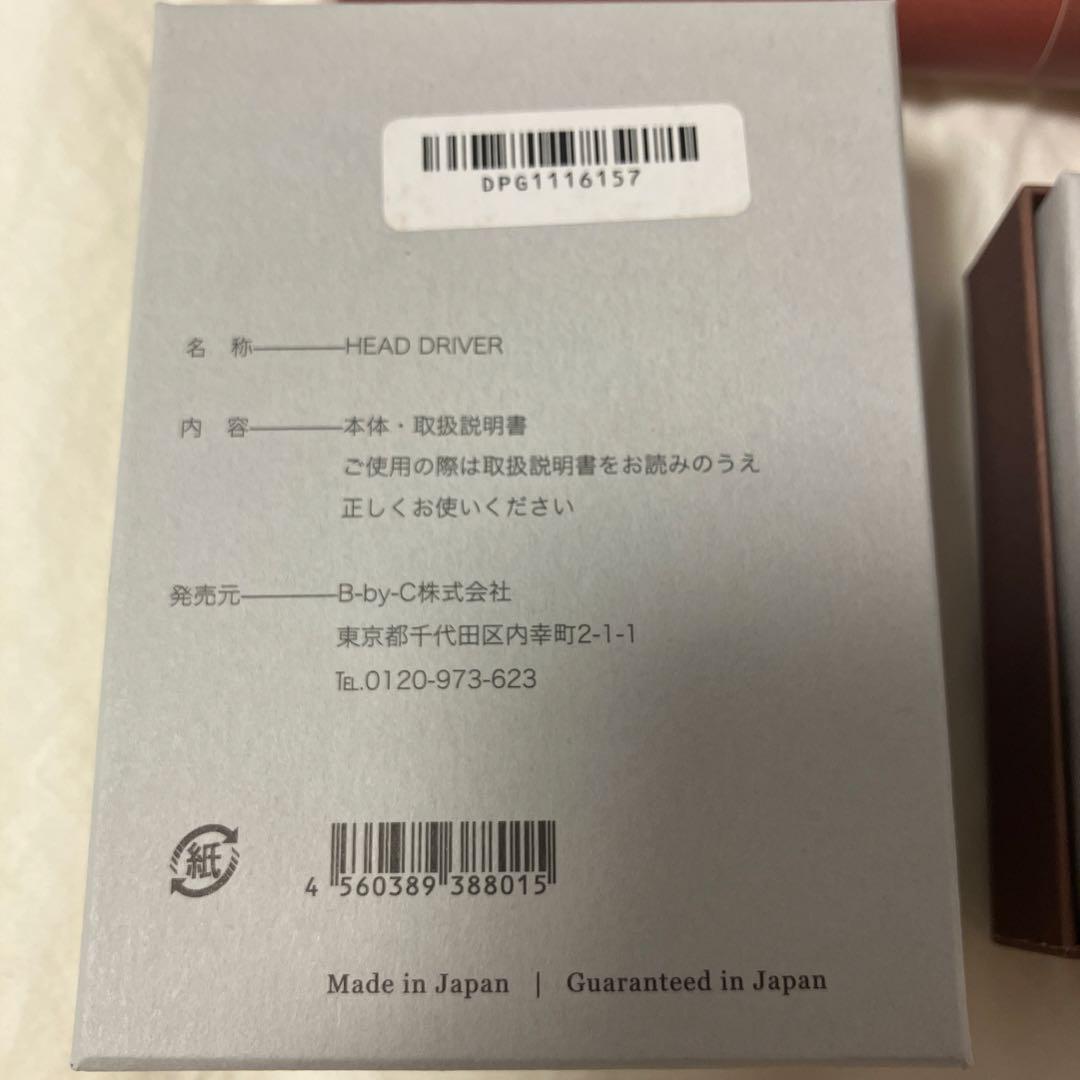 DPG1116157
名 称————HEAD DRIVER
内 容————本体・取扱説明書
ご使用の際は取扱説明書をお読みのうえ
正しくお使いください
発売元————B-by-C株式会社
東京都千代田区内幸町2-1-1
℡.0120-973-623
紙
4 560389 388015
Made in Japan | Guaranteed in Japan